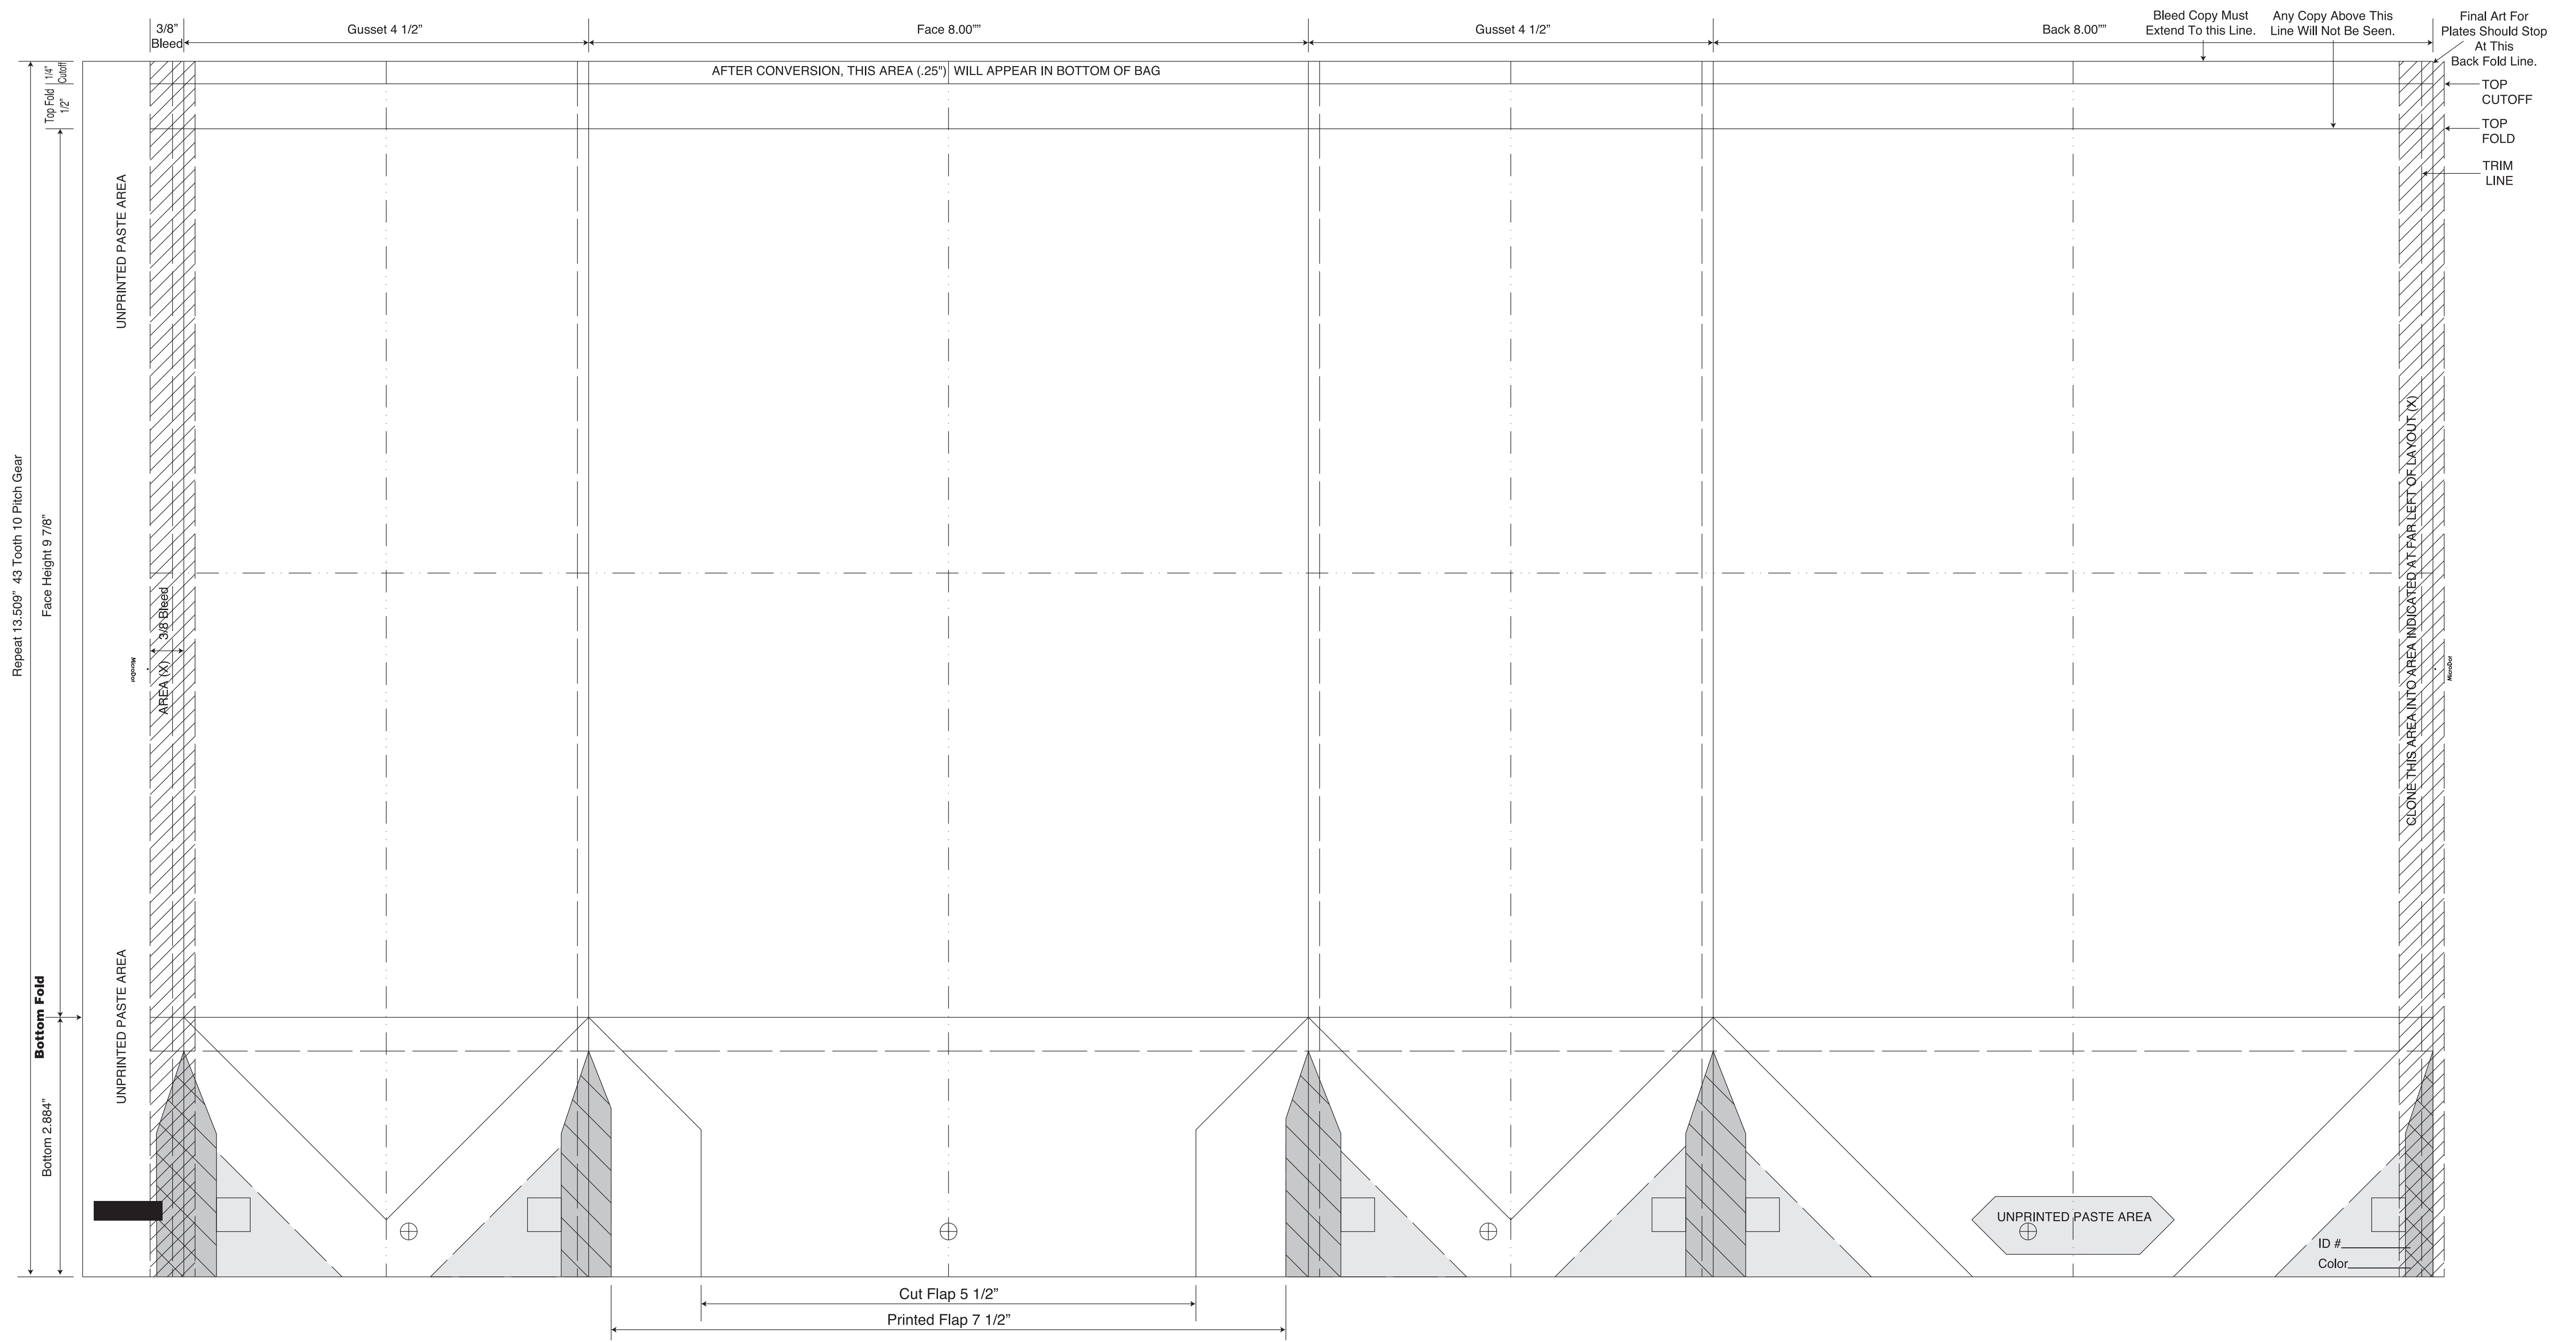 3/8”
Bleed
Gusset 4 1/2”
Face 8.00””
Gusset 4 1/2”
Back 8.00””
Bleed Copy Must
Extend To this Line.
Any Copy Above This
Line Will Not Be Seen.
Final Art For
Plates Should Stop
At This
Back Fold Line.
1/4”
Cutoff
Top Fold
1/2”
AFTER CONVERSION, THIS AREA (.25") WILL APPEAR IN BOTTOM OF BAG
TOP
CUTOFF
TOP
FOLD
TRIM
LINE
UNPRINTED PASTE AREA
Repeat 13.509” 43 Tooth 10 Pitch Gear
Face Height 9 7/8”
AREA (X) 3/8 Bleed
MicroDot
CLONE THIS AREA INTO AREA INDICATED AT FAR LEFT OF LAYOUT (X)
MicroDot
Bottom Fold
UNPRINTED PASTE AREA
Bottom 2.884”
UNPRINTED PASTE AREA
ID #
Color
Cut Flap 5 1/2”
Printed Flap 7 1/2”